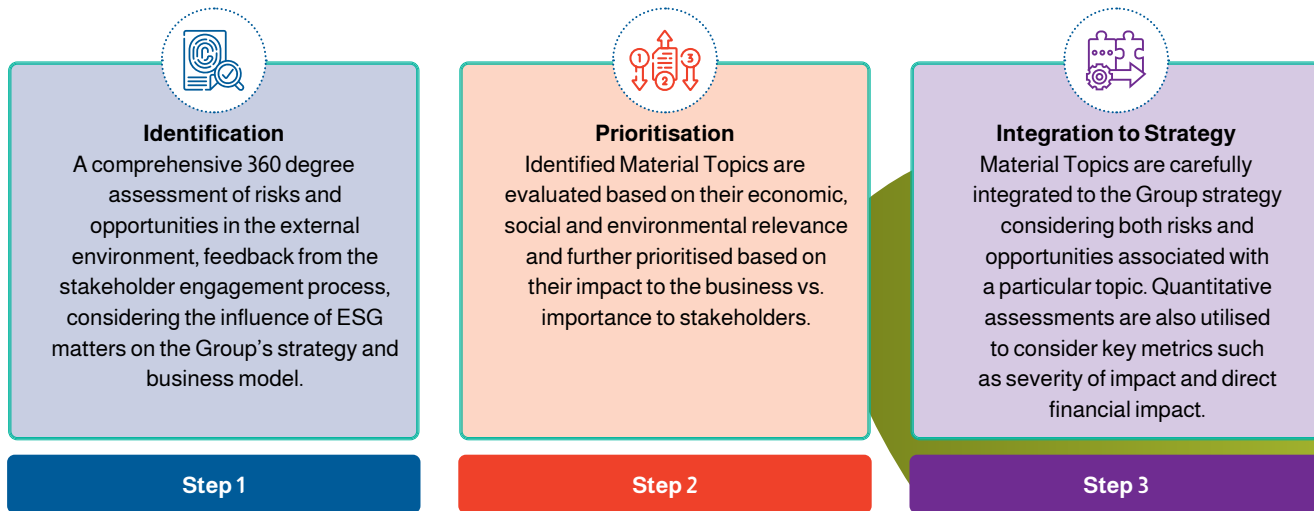 Identification
A comprehensive 360 degree
assessment of risks and
opportunities in the external
environment, feedback from the
stakeholder engagement process,
considering the influence of ESG
matters on the Group’s strategy and
business model.
Step 1
1
2
3
Prioritisation
Identified Material Topics are
evaluated based on their economic,
social and environmental relevance
and further prioritised based on
their impact to the business vs.
importance to stakeholders.
Step 2
Integration to Strategy
Material Topics are carefully
integrated to the Group strategy
considering both risks and
opportunities associated with
a particular topic. Quantitative
assessments are also utilised
to consider key metrics such
as severity of impact and direct
financial impact.
Step 3